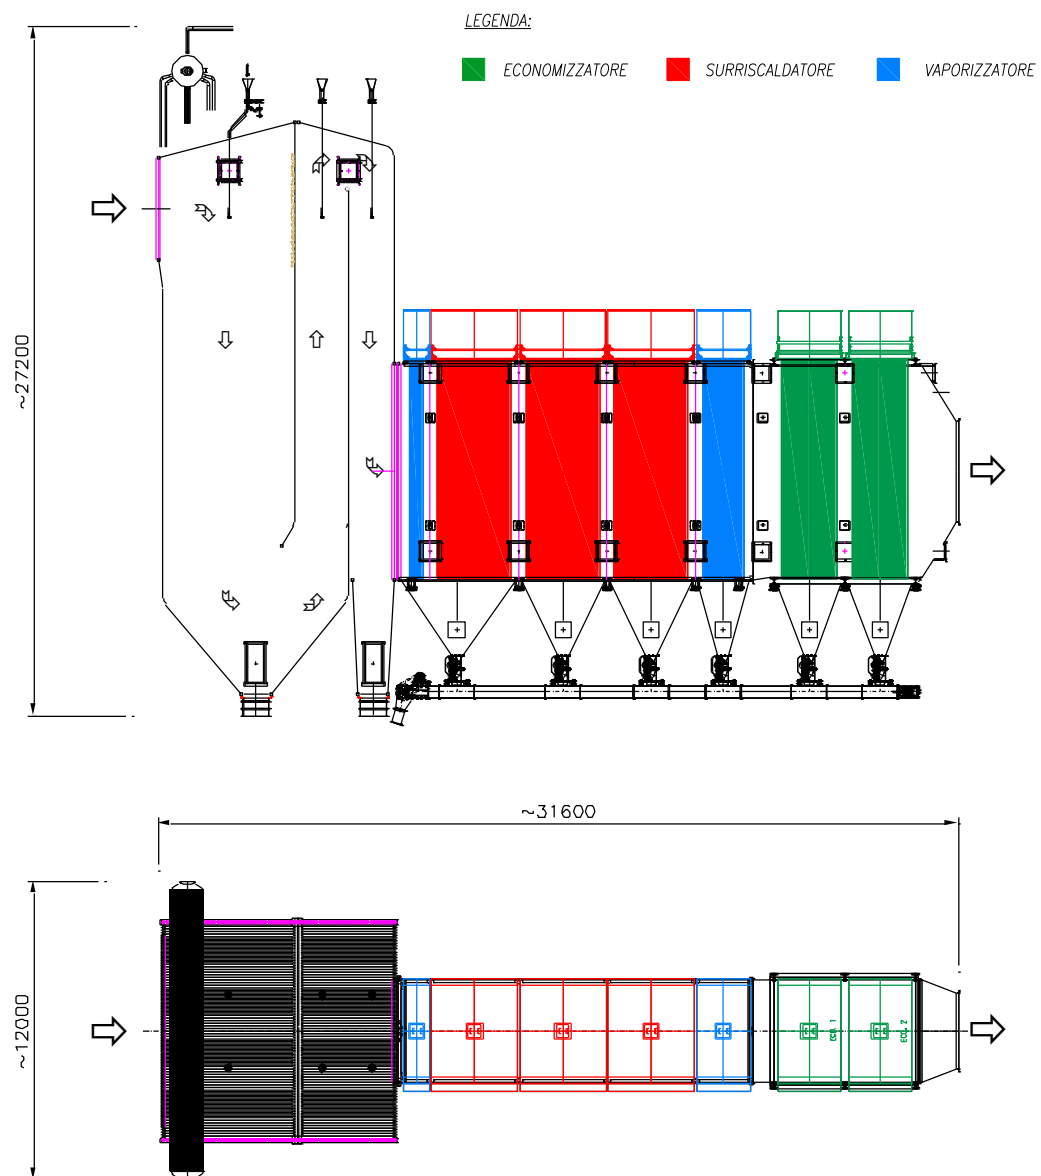 LEGENDA:
ECONOMIZZATORE
SURRISCALDATORE
VAPORIZZATORE
~27200
~31600
~12000
ECO. 1
ECO. 2